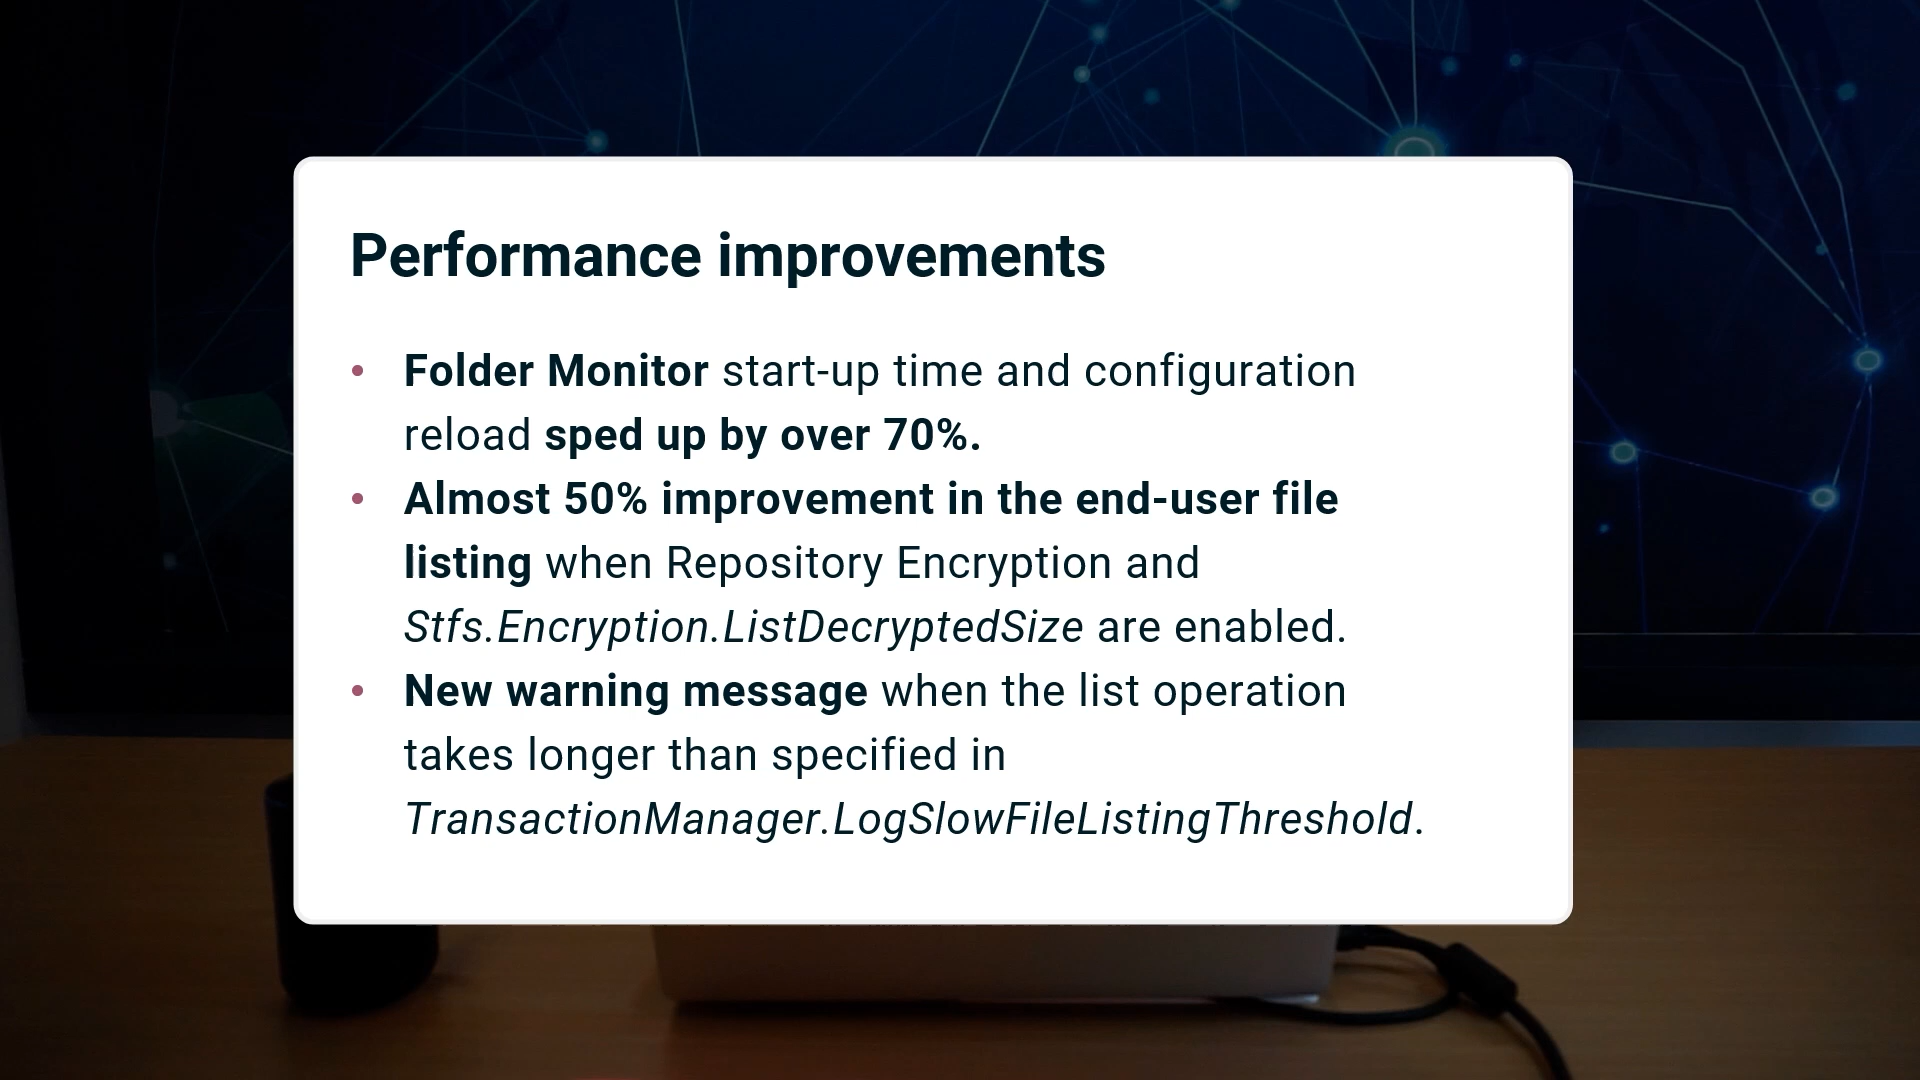 Performance improvements
• Folder Monitor start-up time and configuration
reload sped up by over 70%.
• Almost 50% improvement in the end-user file
listing when Repository Encryption and
Stfs.Encryption.ListDecryptedSize are enabled.
• New warning message when the list operation
takes longer than specified in
TransactionManager.LogSlowFileListingThreshold.